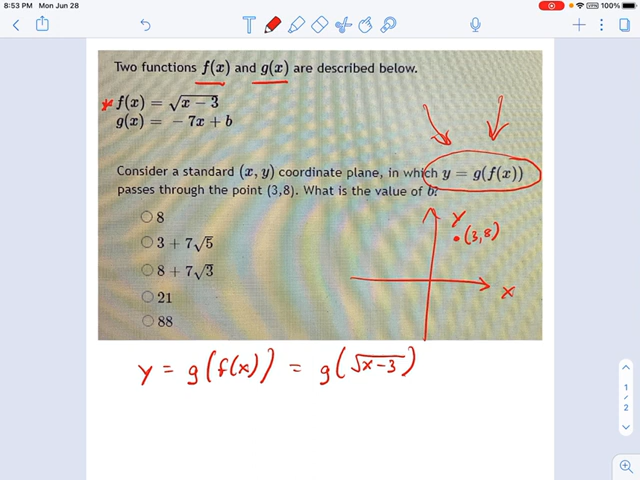 8:53 PM Mon Jun 28
100%
T
Two functions f(x) and g(x) are described below.
* f(x) = √(x − 3)
g(x) = − 7x + b
Consider a standard (x, y) coordinate plane, in which y = g(f(x))
passes through the point (3,8). What is the value of b?
8
3 + 7√5
8 + 7√3
21
88
y
(3,8)
x
y = g(f(x)) = g(√(x−3))
1
2